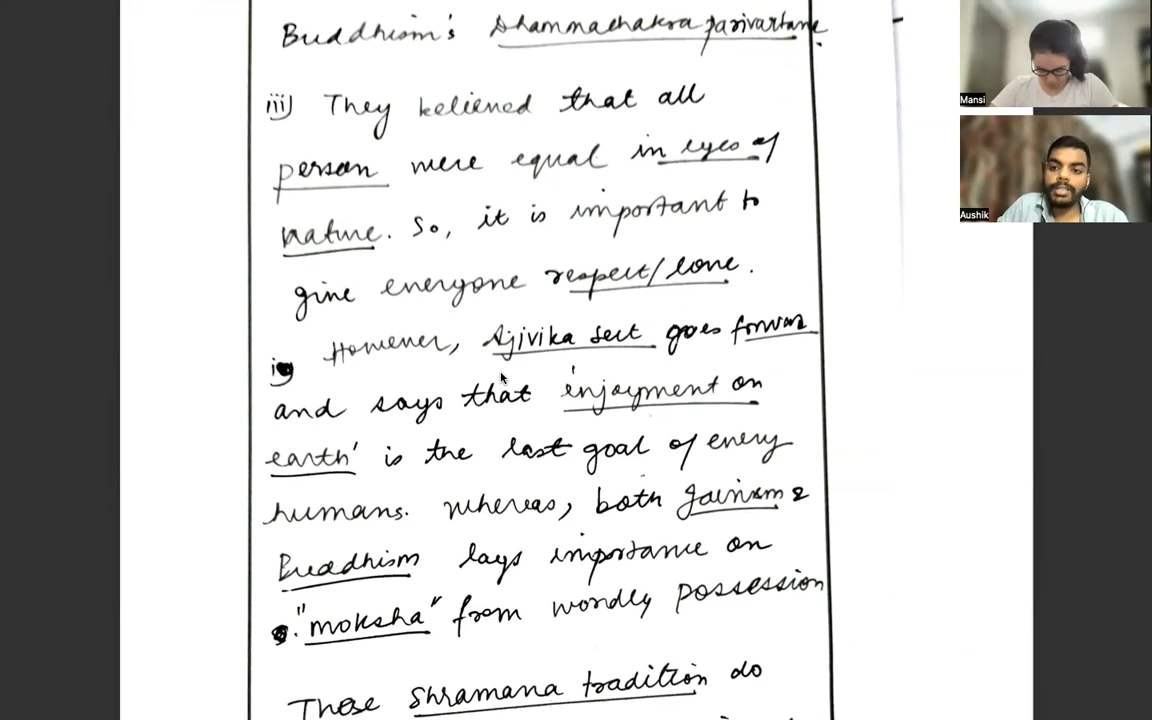 Buddhism's Dhammachakra parivartane.
iii) They believed that all
person were equal in eyes of
nature. So, it is important to
give everyone respect/love.
iv) However, Ajivika sect goes forwar
and says that 'enjoyment on
earth' is the last goal of every
humans. Whereas, both Jainism &
Buddhism lays importance on
"moksha" from wordly possession
These Shramana tradition do
Mansi
Aushik